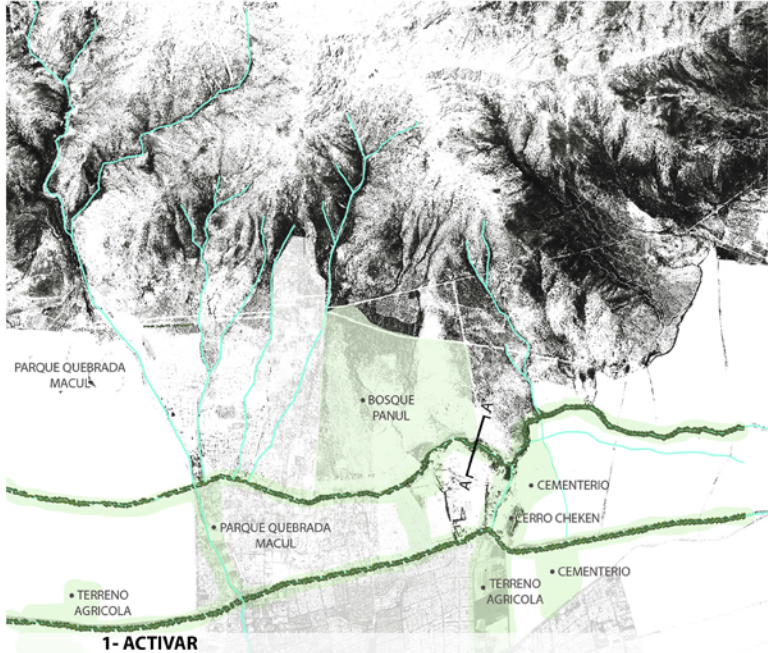 PARQUE QUEBRADA
MACUL
• BOSQUE
PANUL
A
A
• CEMENTERIO
• CERRO CHEKEN
• PARQUE QUEBRADA
MACUL
• CEMENTERIO
• TERRENO
AGRICOLA
• TERRENO
AGRICOLA
1- ACTIVAR